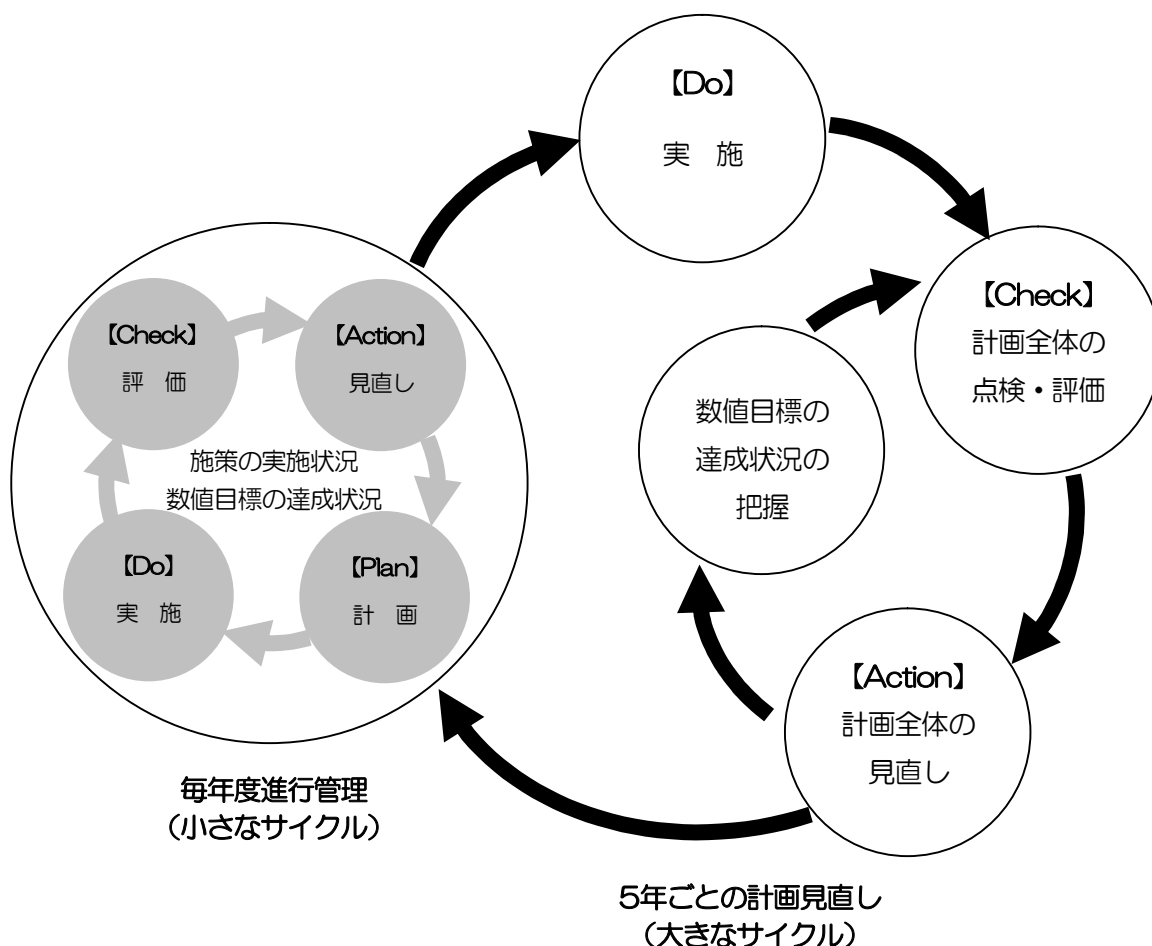 【Do】
実　施
【Check】
計画全体の
点検・評価
【Check】
評　価
【Action】
見直し
数値目標の
達成状況の
把握
施策の実施状況
数値目標の達成状況
【Do】
実　施
【Plan】
計　画
【Action】
計画全体の
見直し
毎年度進行管理
（小さなサイクル）
5年ごとの計画見直し
（大きなサイクル）